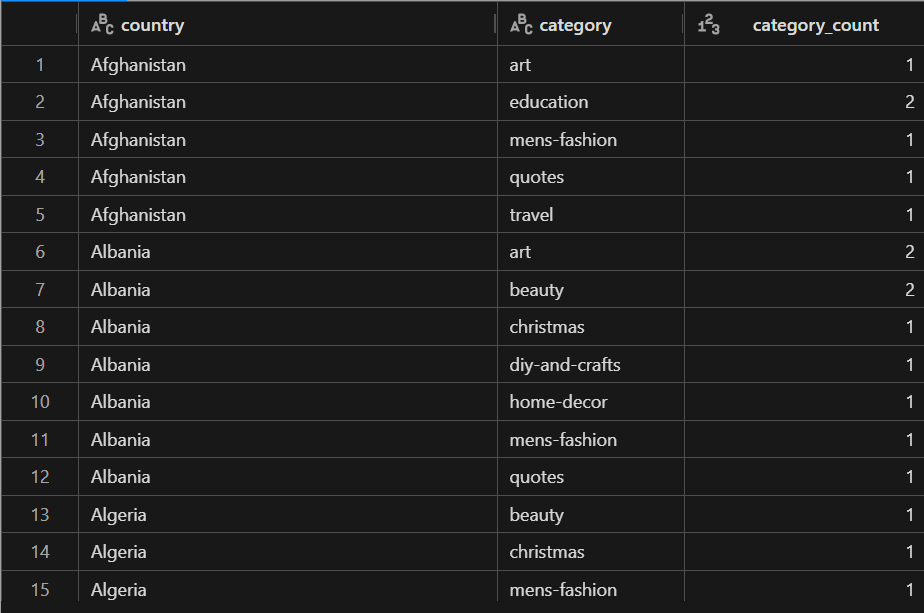 ABC country ABC category 123 category_count
1 Afghanistan art 1
2 Afghanistan education 2
3 Afghanistan mens-fashion 1
4 Afghanistan quotes 1
5 Afghanistan travel 1
6 Albania art 2
7 Albania beauty 2
8 Albania christmas 1
9 Albania diy-and-crafts 1
10 Albania home-decor 1
11 Albania mens-fashion 1
12 Albania quotes 1
13 Algeria beauty 1
14 Algeria christmas 1
15 Algeria mens-fashion 1